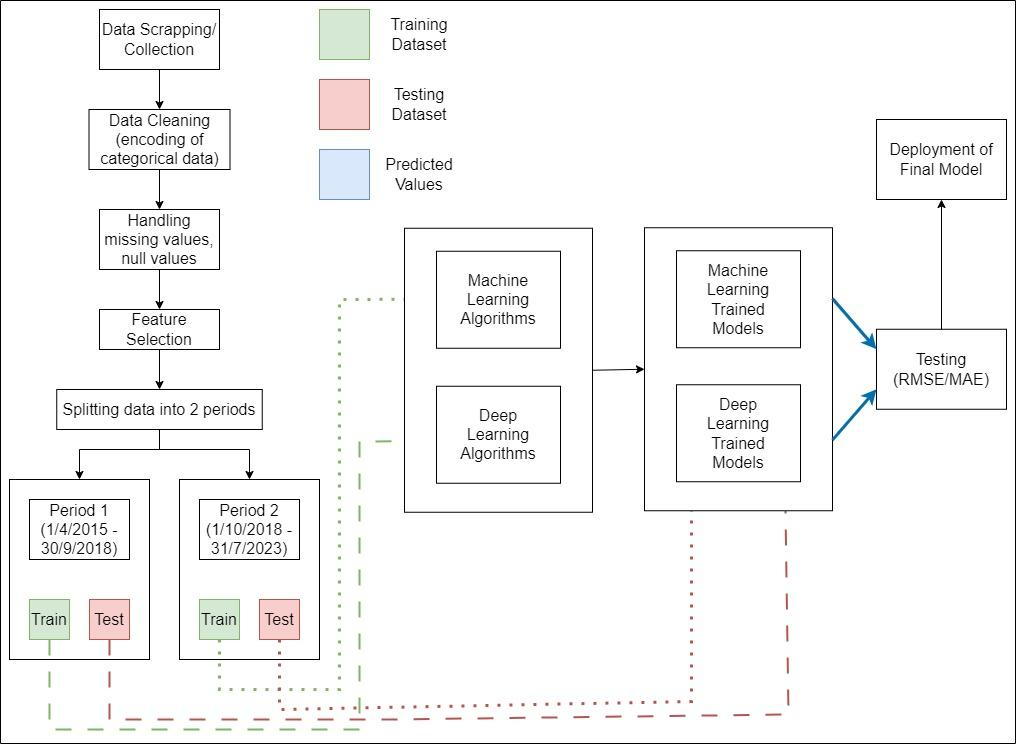 Data Scrapping/
Collection
Data Cleaning
(encoding of
categorical data)
Handling
missing values,
null values
Feature
Selection
Splitting data into 2 periods
Period 1
(1/4/2015 -
30/9/2018)
Train
Test
Period 2
(1/10/2018 -
31/7/2023)
Train
Test
Training
Dataset
Testing
Dataset
Predicted
Values
Machine
Learning
Algorithms
Deep
Learning
Algorithms
Machine
Learning
Trained
Models
Deep
Learning
Trained
Models
Testing
(RMSE/MAE)
Deployment of
Final Model